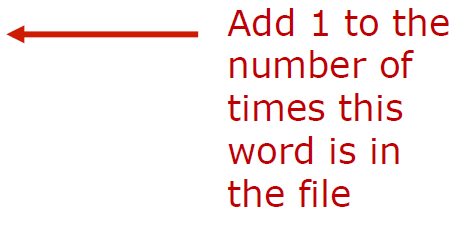 Add 1 to the
number of
times this
word is in
the file